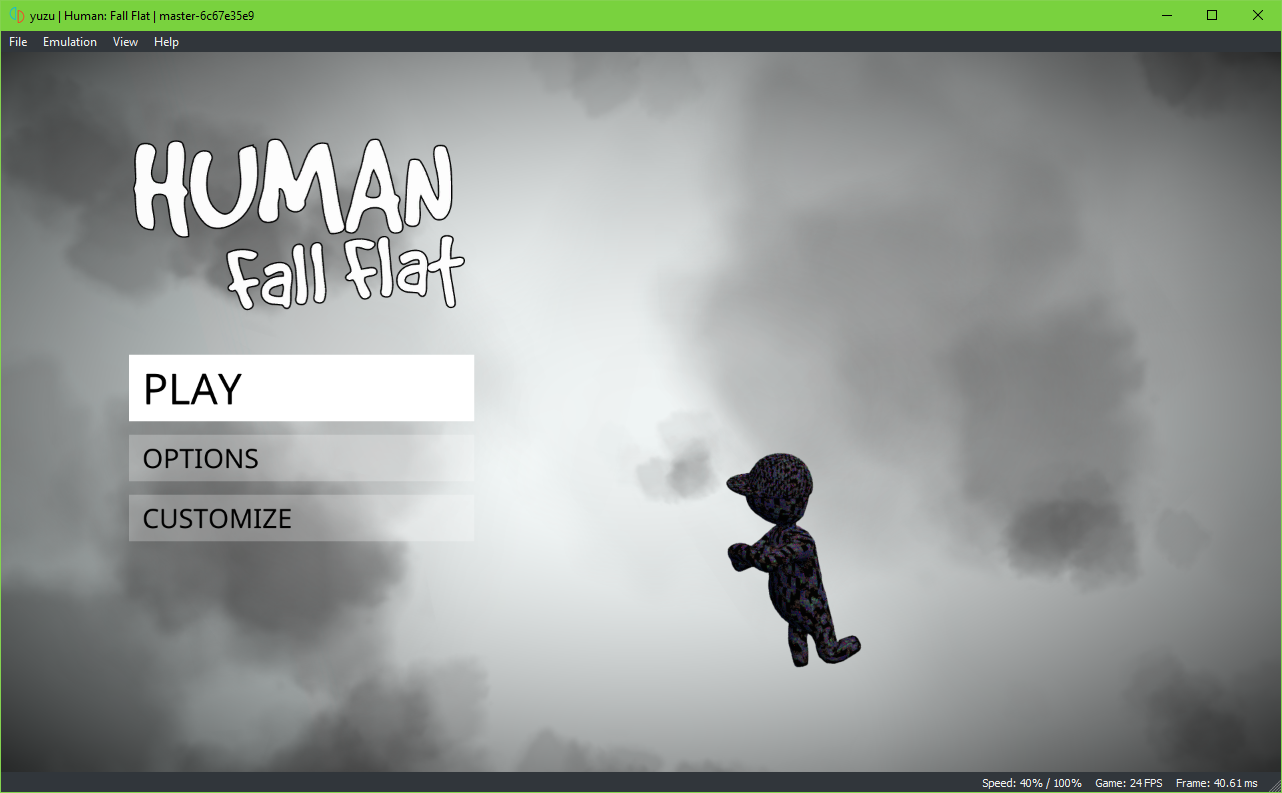 yuzu | Human: Fall Flat | master-6c67e35e9
File Emulation View Help
HUMAN
Fall Flat
PLAY
OPTIONS
CUSTOMIZE
Speed: 40% / 100% Game: 24 FPS Frame: 40.61 ms